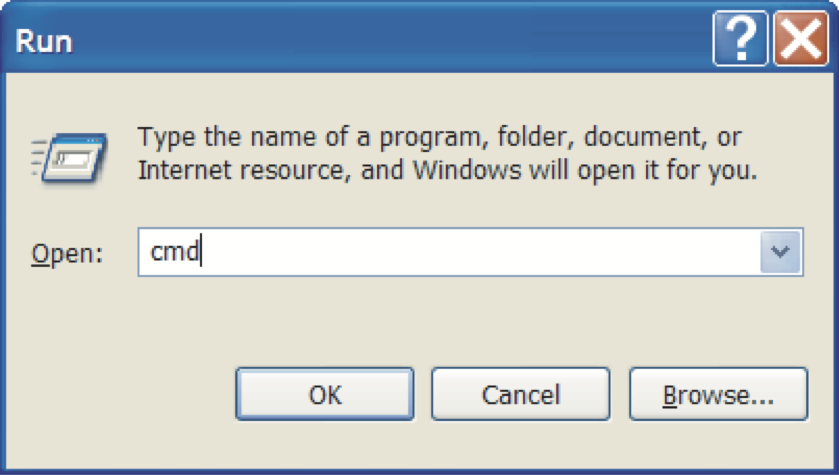 Run
Type the name of a program, folder, document, or
Internet resource, and Windows will open it for you.
Open: cmd
OK Cancel Browse...